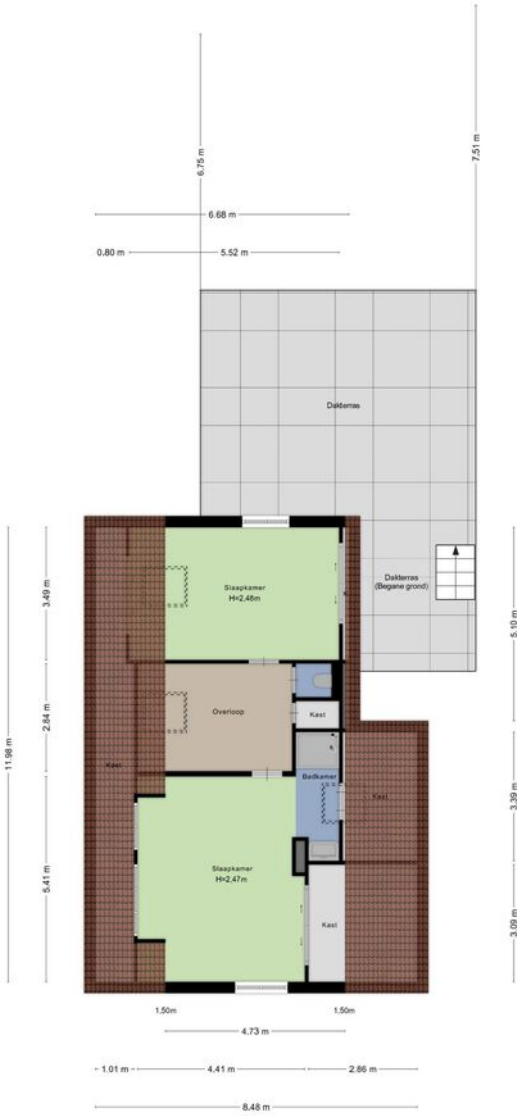 7.51 m
6.75 m
6.68 m
0.80 m
5.52 m
Dakterras
Dakterras
(Begane grond)
Slaapkamer
H=2,48m
3.49 m
5.10 m
Overloop
Kast
2.84 m
11.98 m
Kast
Badkamer
Kast
3.39 m
Slaapkamer
H=2,47m
5.41 m
Kast
3.09 m
1,50m
1,50m
4.73 m
1.01 m
4.41 m
2.86 m
8.48 m